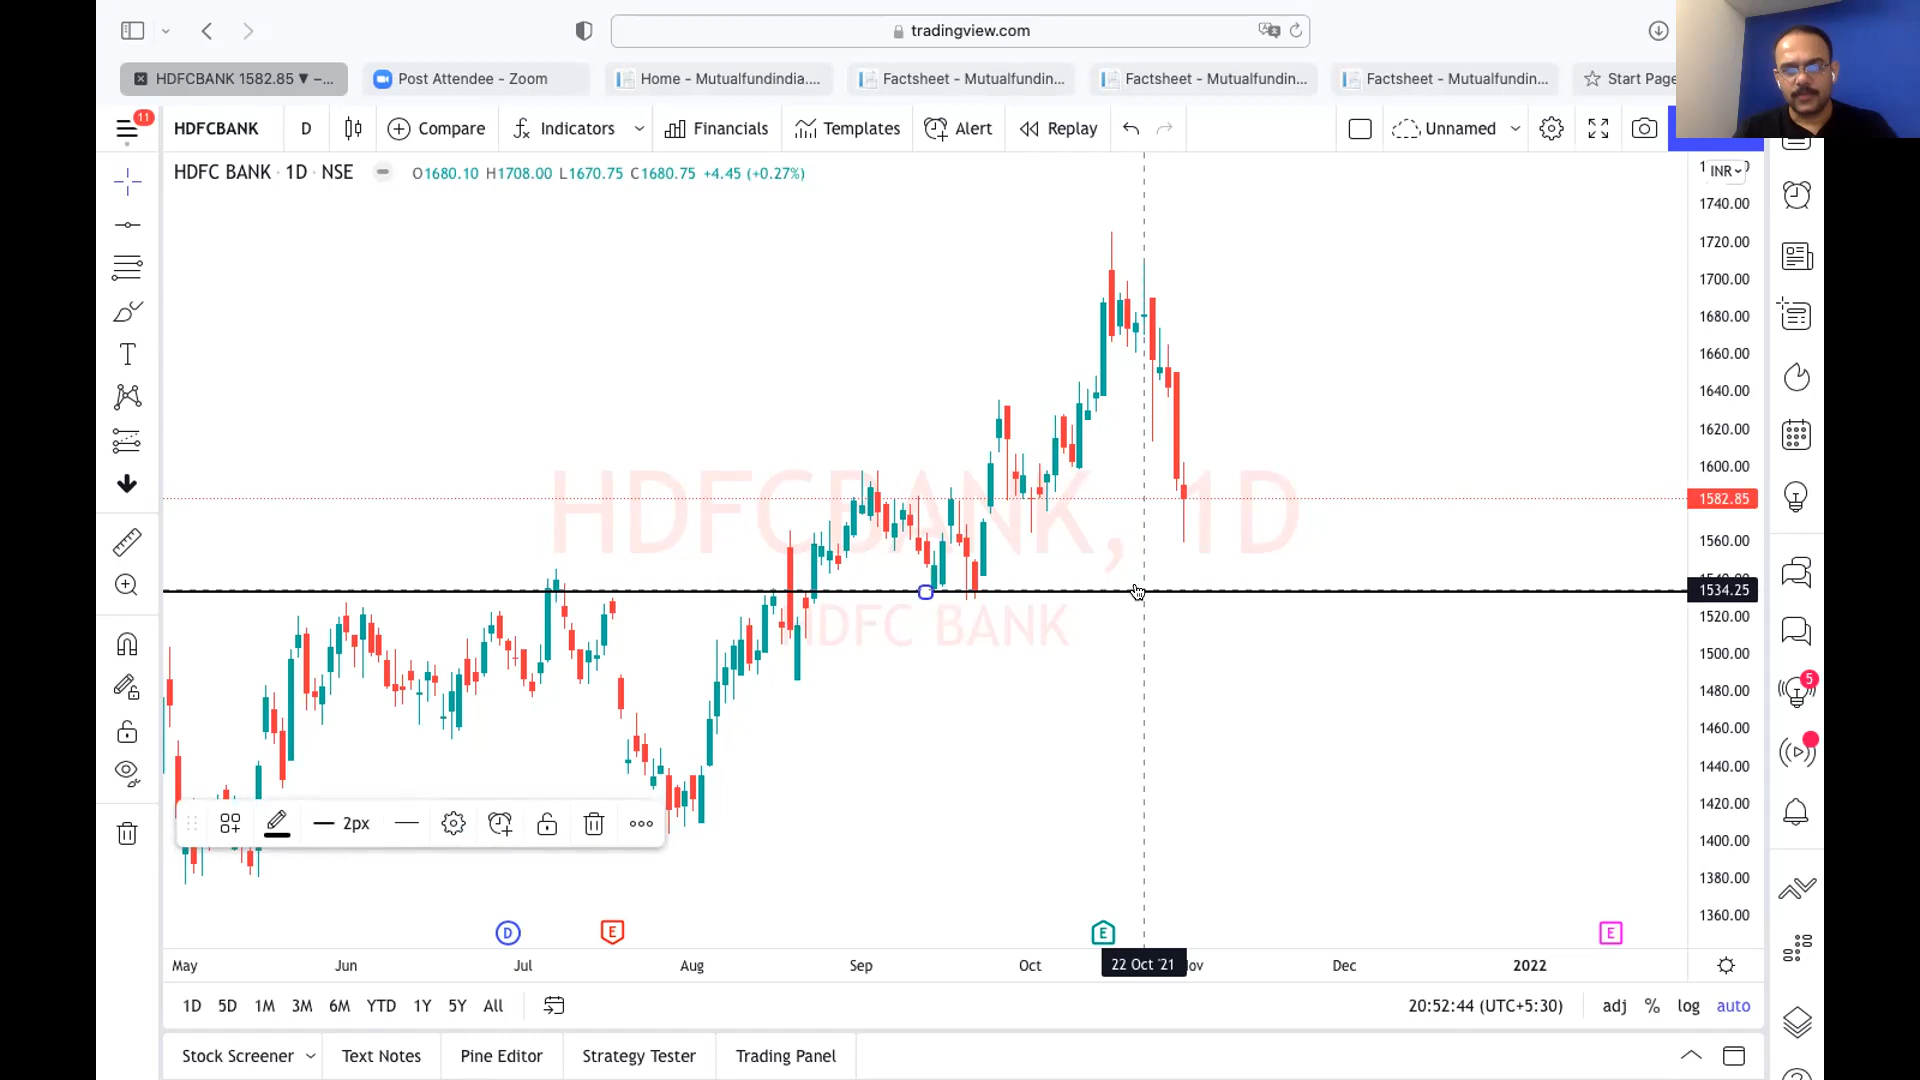 tradingview.com
HDFCBANK 1582.85 ▼ –...
Post Attendee - Zoom
Home - Mutualfundindia....
Factsheet - Mutualfundin...
Factsheet - Mutualfundin...
Factsheet - Mutualfundin...
Start Page
11
HDFCBANK
D
Compare
Indicators
Financials
Templates
Alert
Replay
Unnamed
HDFC BANK · 1D · NSE
O1680.10 H1708.00 L1670.75 C1680.75 +4.45 (+0.27%)
INR
1740.00
1720.00
1700.00
1680.00
1660.00
1640.00
1620.00
1600.00
1582.85
1560.00
1534.25
1520.00
1500.00
1480.00
1460.00
1440.00
1420.00
1400.00
1380.00
1360.00
HDFCBANK, 1D
HDFC BANK
T
5
2px
D
E
E
E
May
Jun
Jul
Aug
Sep
Oct
22 Oct '21
Dec
2022
1D
5D
1M
3M
6M
YTD
1Y
5Y
All
20:52:44 (UTC+5:30)
adj
%
log
auto
Stock Screener
Text Notes
Pine Editor
Strategy Tester
Trading Panel